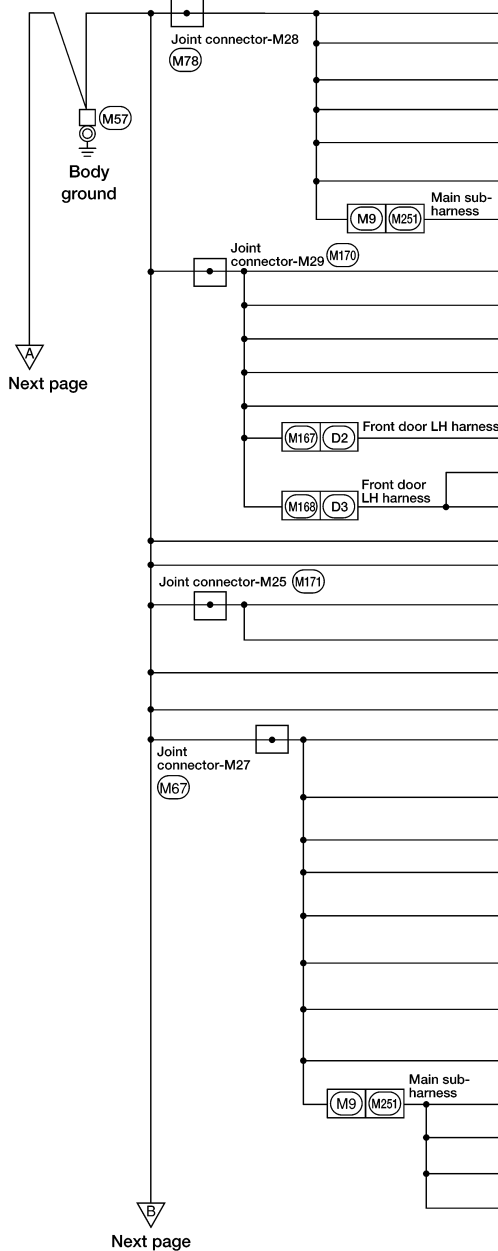 Joint connector-M28
M78
M57
Body
ground
Main sub-
harness
M9 M251
Joint
connector-M29
M170
A
Next page
Front door LH harness
M167 D2
Front door
LH harness
M168 D3
Joint connector-M25 M171
Joint
connector-M27
M67
Main sub-
harness
M9 M251
B
Next page